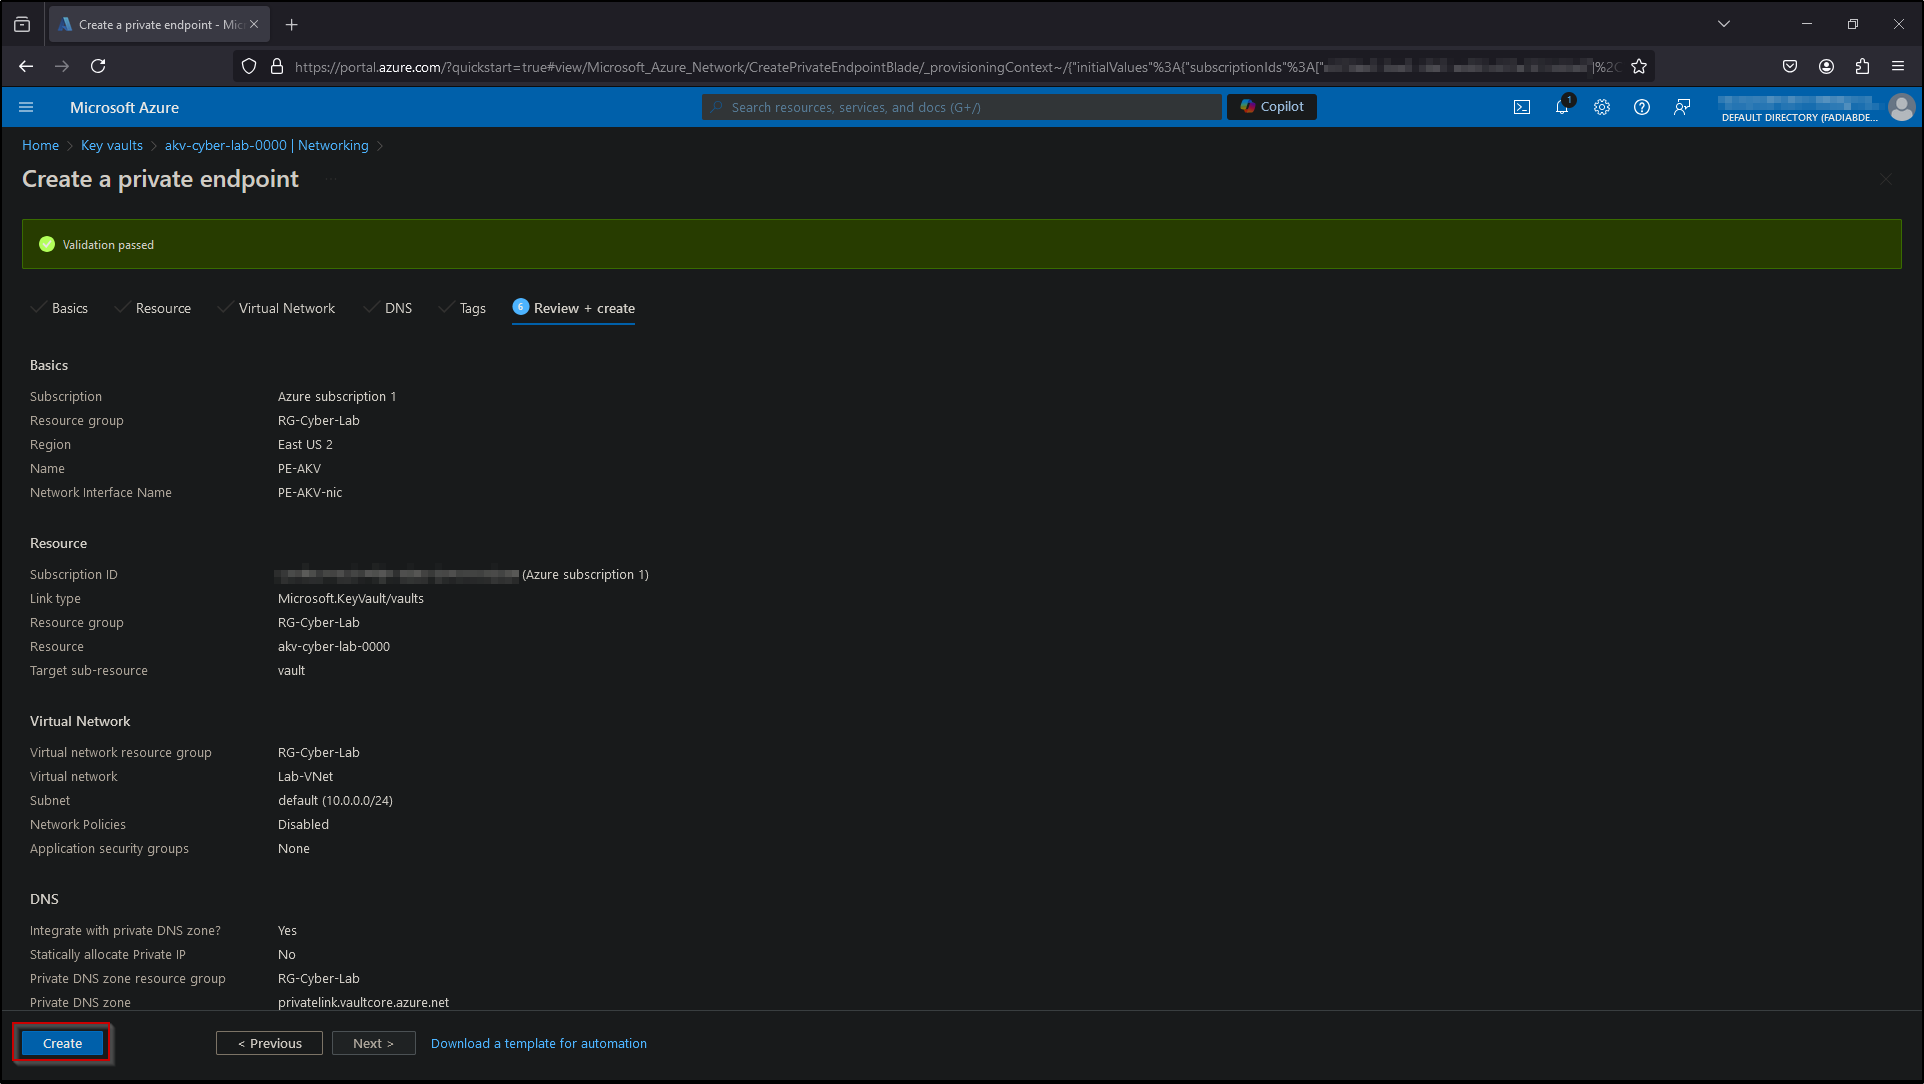 Create a private endpoint - Mic
https://portal.azure.com/?quickstart=true#view/Microsoft_Azure_Network/CreatePrivateEndpointBlade/_provisioningContext~/{"initialValues"%3A{"subscriptionIds"%3A["
]%2C
Microsoft Azure
Search resources, services, and docs (G+/)
Copilot
1
DEFAULT DIRECTORY (FADIABDE...
Home > Key vaults > akv-cyber-lab-0000 | Networking >
Create a private endpoint ...
Validation passed
Basics Resource Virtual Network DNS Tags 6 Review + create
Basics
Subscription Azure subscription 1
Resource group RG-Cyber-Lab
Region East US 2
Name PE-AKV
Network Interface Name PE-AKV-nic
Resource
Subscription ID (Azure subscription 1)
Link type Microsoft.KeyVault/vaults
Resource group RG-Cyber-Lab
Resource akv-cyber-lab-0000
Target sub-resource vault
Virtual Network
Virtual network resource group RG-Cyber-Lab
Virtual network Lab-VNet
Subnet default (10.0.0.0/24)
Network Policies Disabled
Application security groups None
DNS
Integrate with private DNS zone? Yes
Statically allocate Private IP No
Private DNS zone resource group RG-Cyber-Lab
Private DNS zone privatelink.vaultcore.azure.net
Create < Previous Next > Download a template for automation